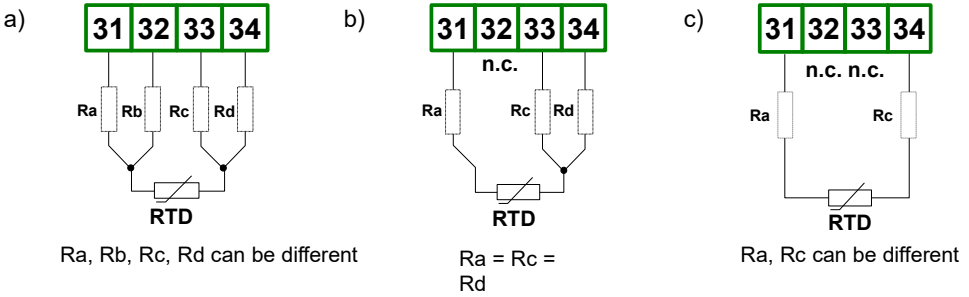 a)
31 32 33 34
Ra Rb Rc Rd
RTD
Ra, Rb, Rc, Rd can be different
b)
31 32 33 34
n.c.
Ra Rc Rd
RTD
Ra = Rc =
Rd
c)
31 32 33 34
n.c. n.c.
Ra Rc
RTD
Ra, Rc can be different